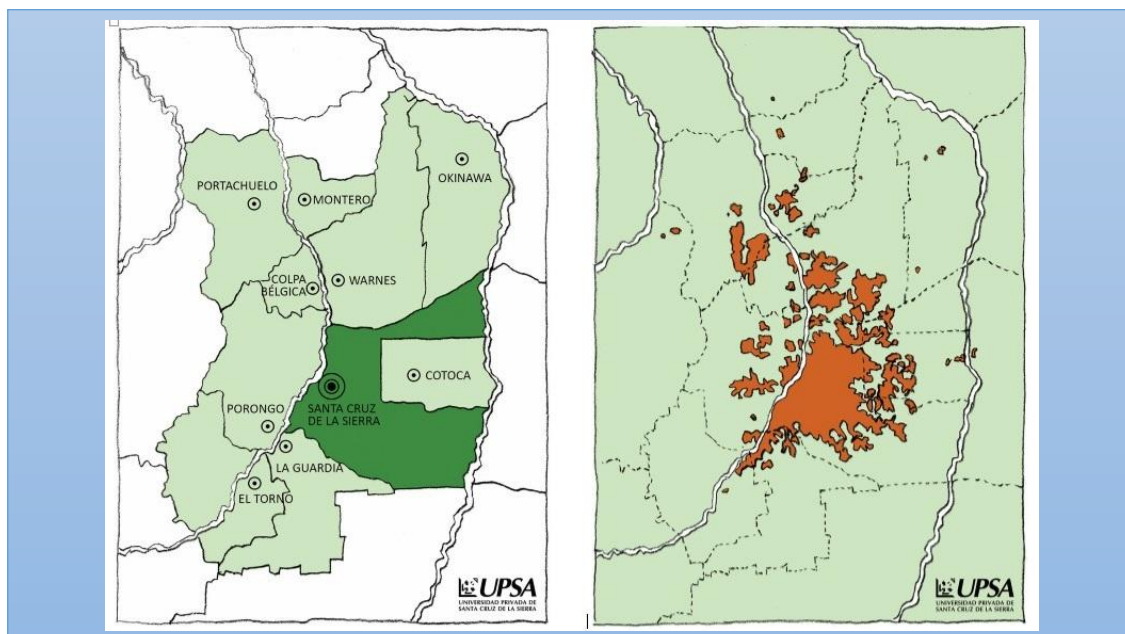 OKINAWA
PORTACHUELO
MONTERO
COLPA
BÉLGICA
WARNES
COTOCA
SANTA CRUZ
DE LA SIERRA
PORONGO
LA GUARDIA
EL TORNO
UPSA
UNIVERSIDAD PRIVADA DE
SANTA CRUZ DE LA SIERRA
UPSA
UNIVERSIDAD PRIVADA DE
SANTA CRUZ DE LA SIERRA